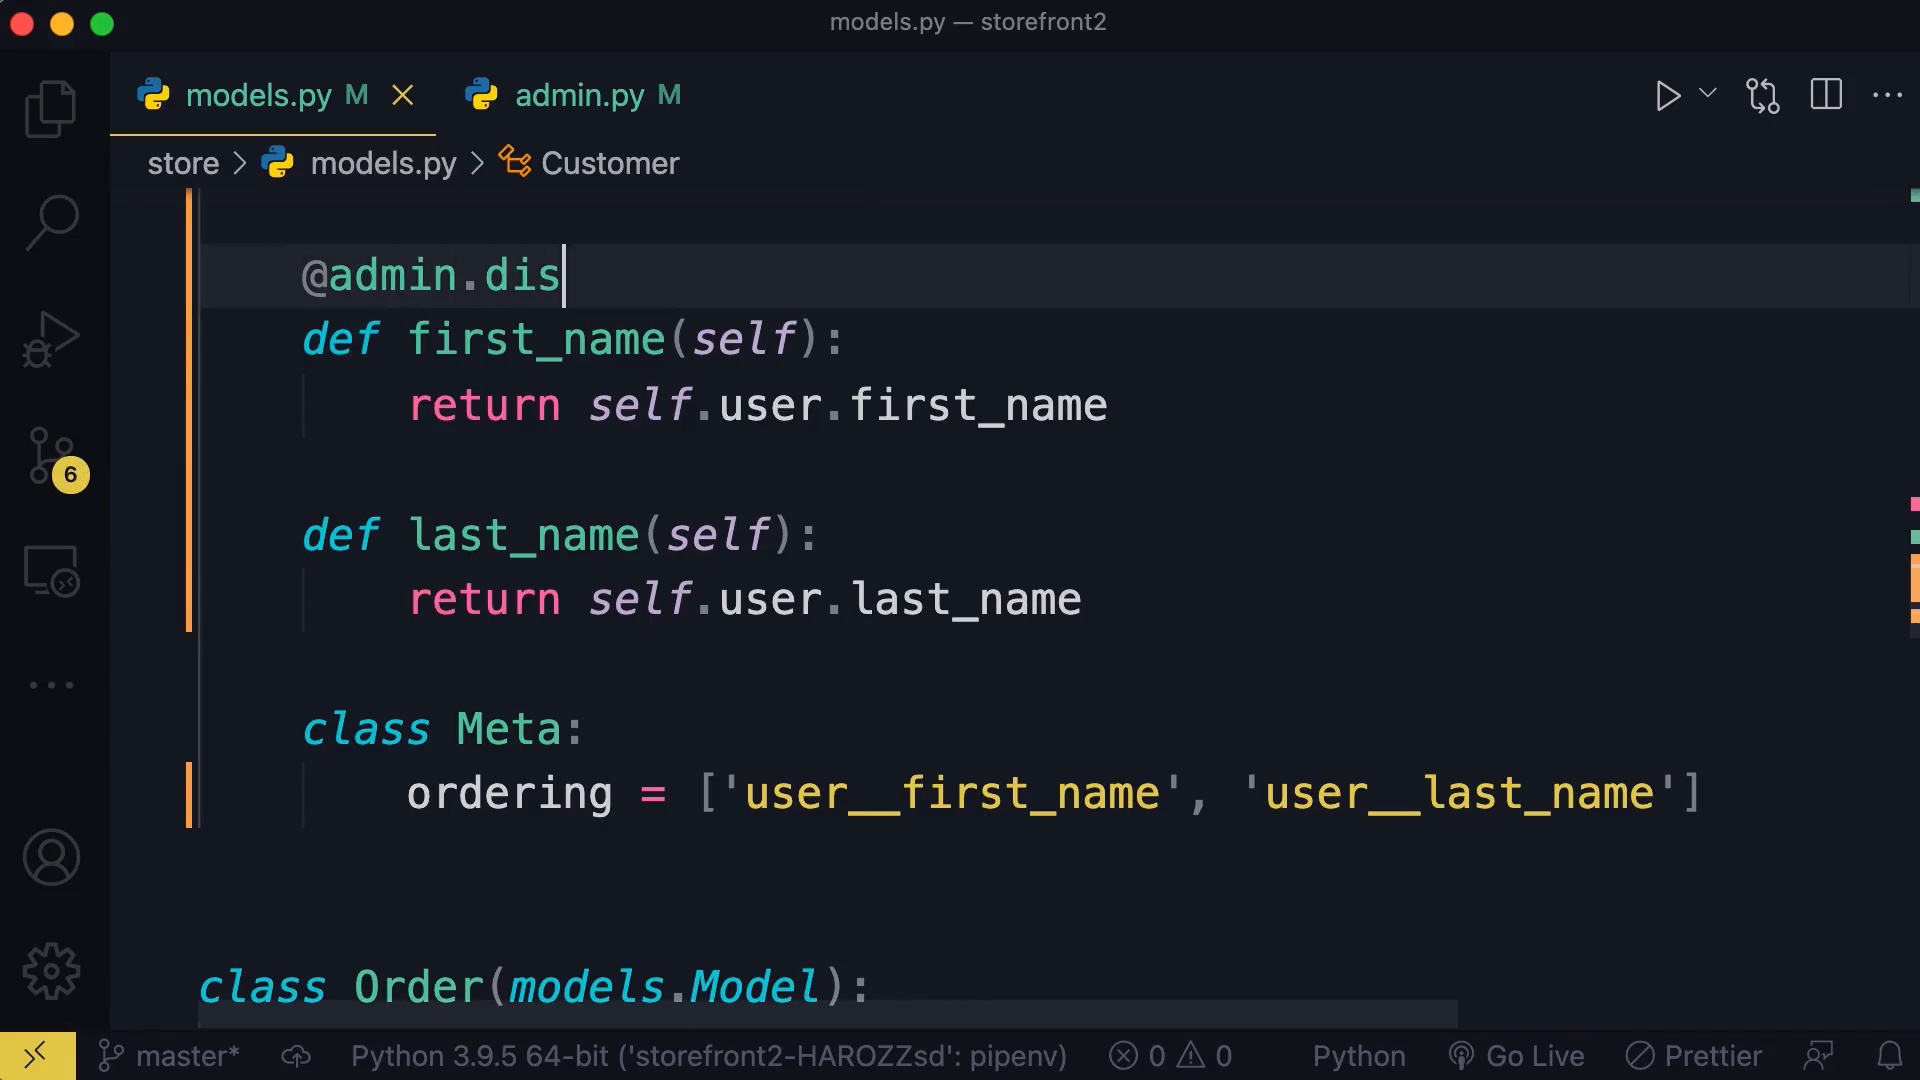 models.py — storefront2
models.py M admin.py M
store > models.py > Customer
@admin.dis
def first_name(self):
return self.user.first_name
def last_name(self):
return self.user.last_name
class Meta:
ordering = ['user__first_name', 'user__last_name']
class Order(models.Model):
6
master* Python 3.9.5 64-bit ('storefront2-HAROZZsd': pipenv) 0 0 Python Go Live Prettier